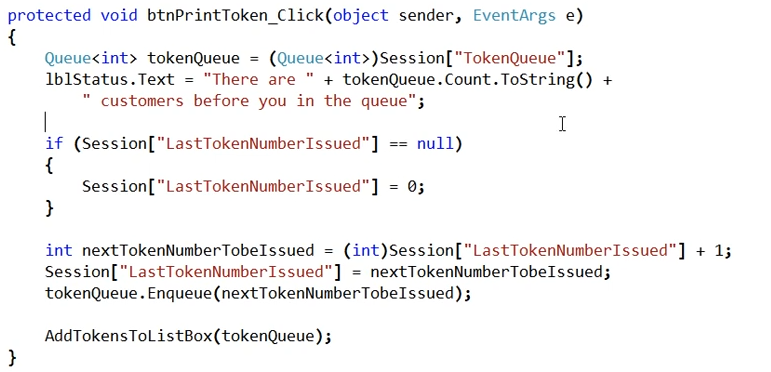 protected void btnPrintToken_Click(object sender, EventArgs e)
{
    Queue<int> tokenQueue = (Queue<int>)Session["TokenQueue"];
    lblStatus.Text = "There are " + tokenQueue.Count.ToString() +
        " customers before you in the queue";

    if (Session["LastTokenNumberIssued"] == null)
    {
        Session["LastTokenNumberIssued"] = 0;
    }

    int nextTokenNumberTobeIssued = (int)Session["LastTokenNumberIssued"] + 1;
    Session["LastTokenNumberIssued"] = nextTokenNumberTobeIssued;
    tokenQueue.Enqueue(nextTokenNumberTobeIssued);

    AddTokensToListBox(tokenQueue);
}